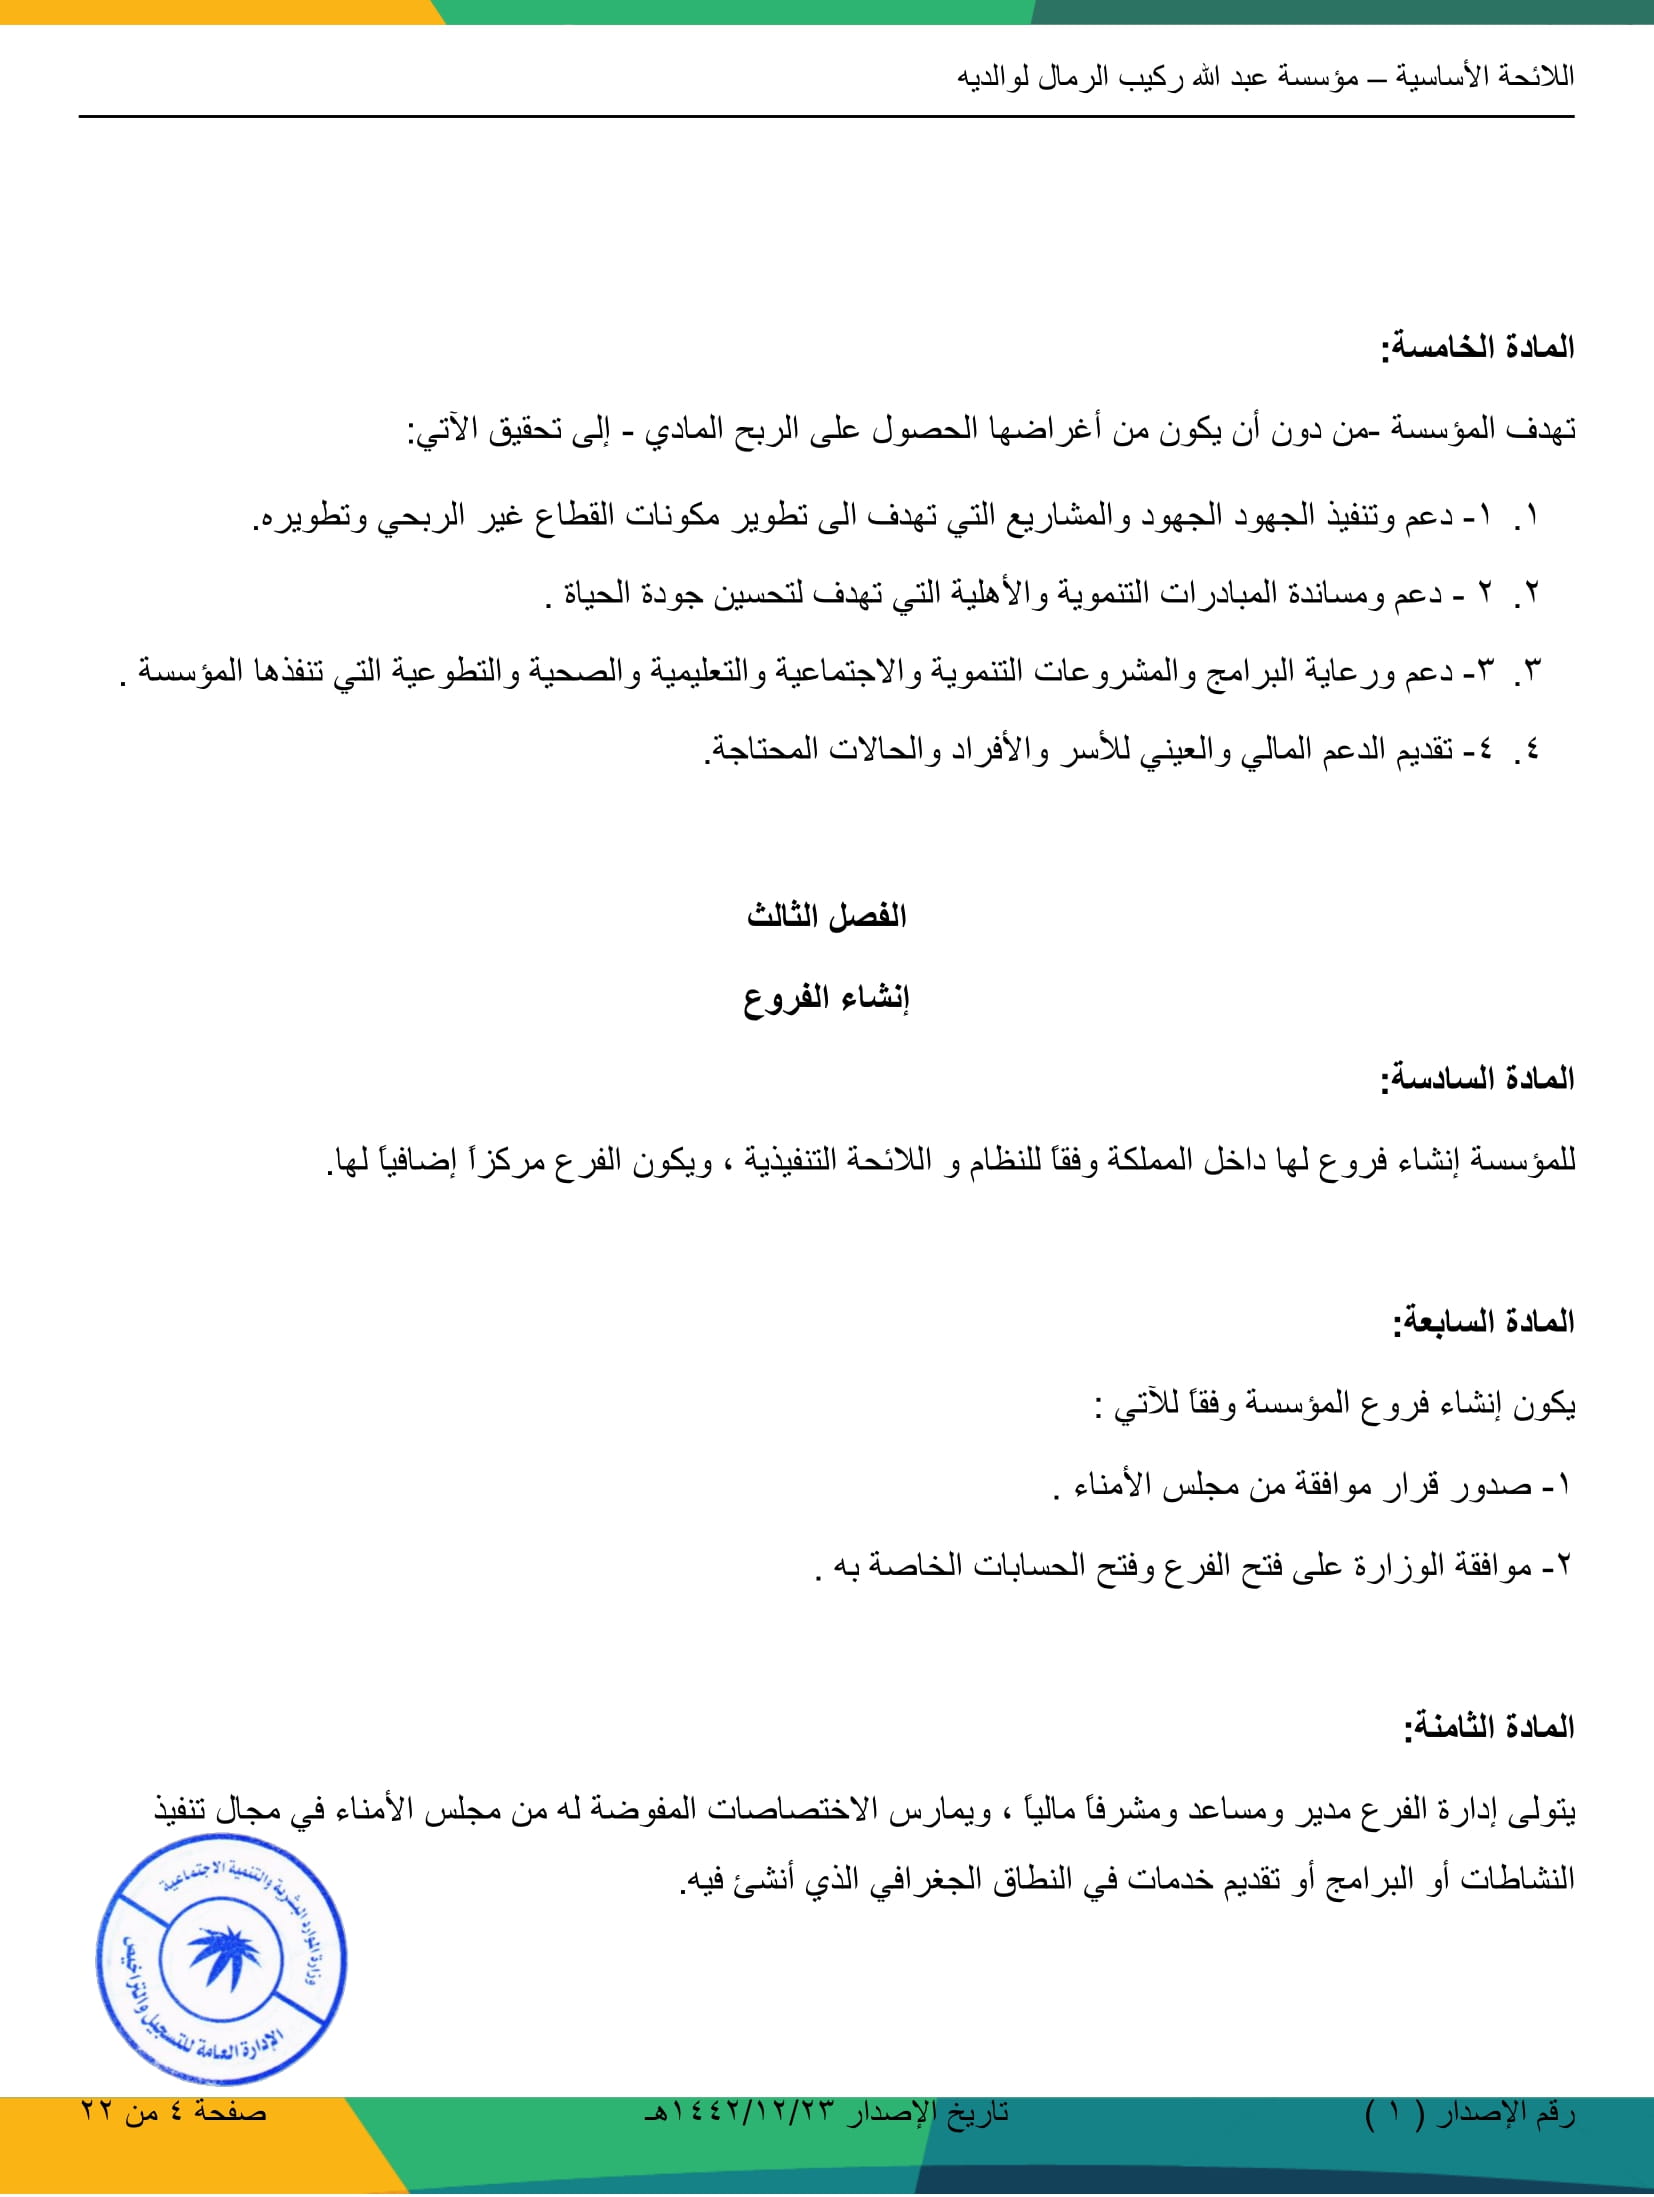 اللائحة الأساسية – مؤسسة عبد الله ركيب الرمال لوالديه
المادة الخامسة:
تهدف المؤسسة -من دون أن يكون من أغراضها الحصول على الربح المادي - إلى تحقيق الآتي:
١. ١- دعم وتنفيذ الجهود الجهود والمشاريع التي تهدف الى تطوير مكونات القطاع غير الربحي وتطويره.
٢. ٢ - دعم ومساندة المبادرات التنموية والأهلية التي تهدف لتحسين جودة الحياة .
٣. ٣- دعم ورعاية البرامج والمشروعات التنموية والاجتماعية والتعليمية والصحية والتطوعية التي تنفذها المؤسسة .
٤. ٤- تقديم الدعم المالي والعيني للأسر والأفراد والحالات المحتاجة.
الفصل الثالث
إنشاء الفروع
المادة السادسة:
للمؤسسة إنشاء فروع لها داخل المملكة وفقاً للنظام و اللائحة التنفيذية ، ويكون الفرع مركزاً إضافياً لها.
المادة السابعة:
يكون إنشاء فروع المؤسسة وفقاً للآتي :
١- صدور قرار موافقة من مجلس الأمناء .
٢- موافقة الوزارة على فتح الفرع وفتح الحسابات الخاصة به .
المادة الثامنة:
يتولى إدارة الفرع مدير ومساعد ومشرفاً مالياً ، ويمارس الاختصاصات المفوضة له من مجلس الأمناء في مجال تنفيذ
النشاطات أو البرامج أو تقديم خدمات في النطاق الجغرافي الذي أنشئ فيه.
وزارة الموارد البشرية والتنمية الاجتماعية
الإدارة العامة للتسجيل والتراخيص
رقم الإصدار ( ١ ) تاريخ الإصدار ١٤٤٢/١٢/٢٣هـ صفحة ٤ من ٢٢